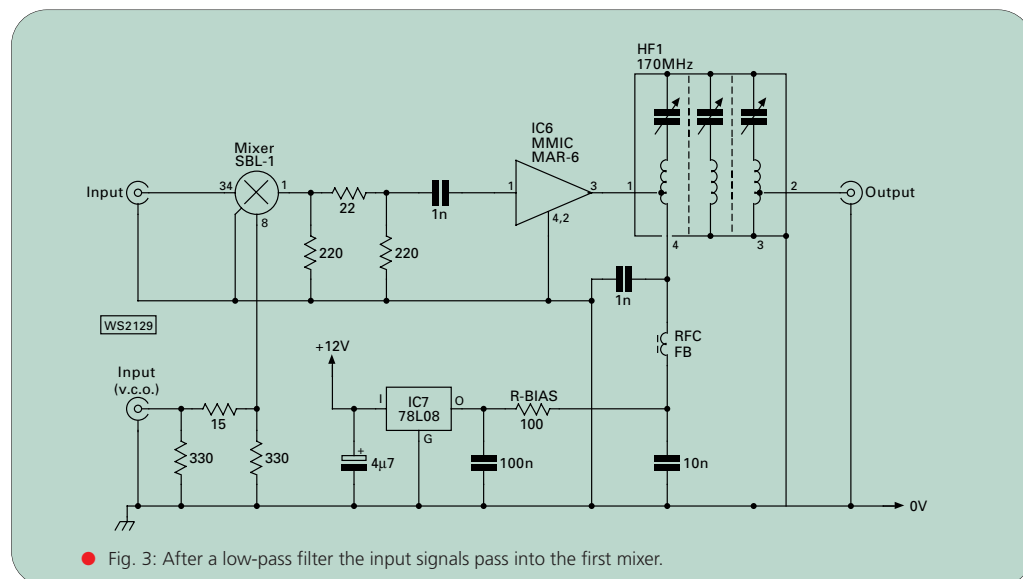 HF1
170MHz
IC6
MMIC
MAR-6
Mixer
SBL-1
Input
34
1
8
22
220
220
1n
1
3
4,2
1
2
4
3
Output
1n
WS2129
RFC
FB
+12V
Input
(v.c.o.)
15
330
330
I
IC7
78L08
O
G
+
4µ7
R-BIAS
100
100n
10n
0V
Fig. 3: After a low-pass filter the input signals pass into the first mixer.